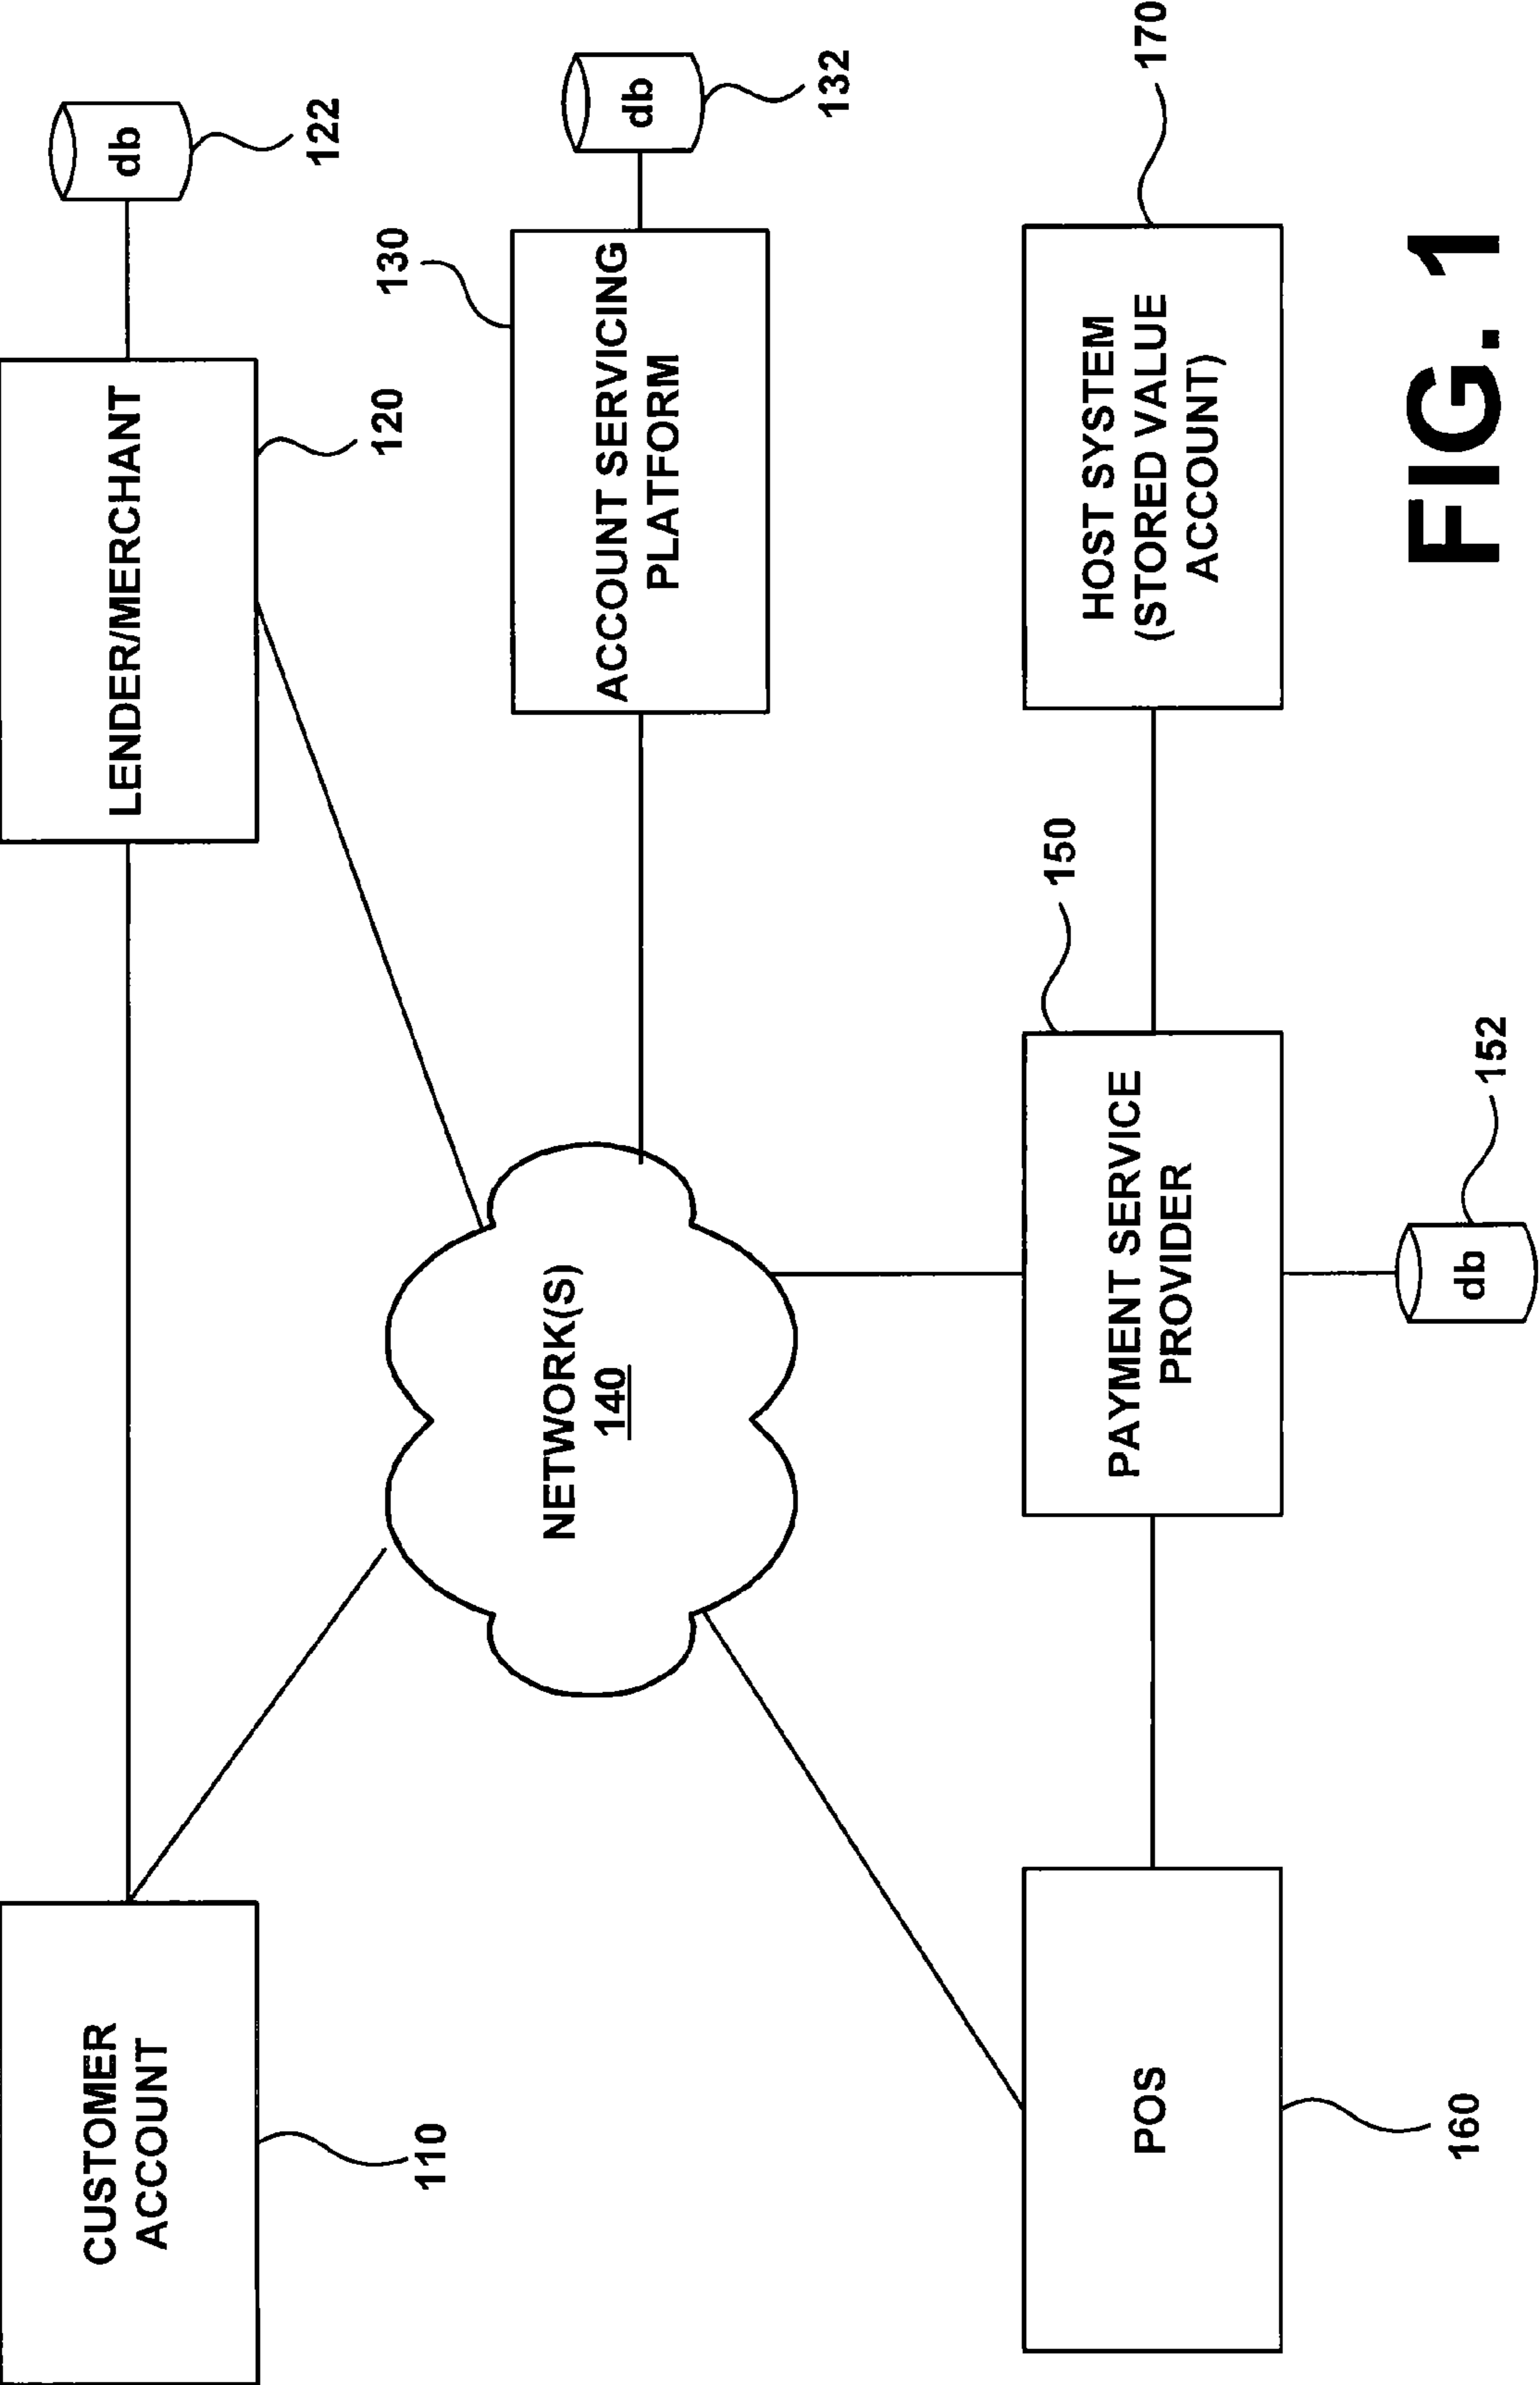 CUSTOMER
ACCOUNT
110
LENDER/MERCHANT
120
db
122
130
ACCOUNT SERVICING
PLATFORM
db
132
NETWORK(S)
140
150
PAYMENT SERVICE
PROVIDER
db
152
POS
160
HOST SYSTEM
(STORED VALUE
ACCOUNT)
170
FIG. 1